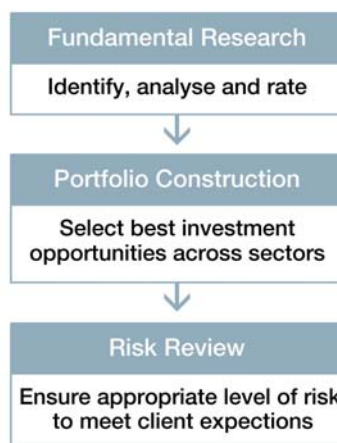 Fundamental Research
Identify, analyse and rate
Portfolio Construction
Select best investment
opportunities across sectors
Risk Review
Ensure appropriate level of risk
to meet client expections